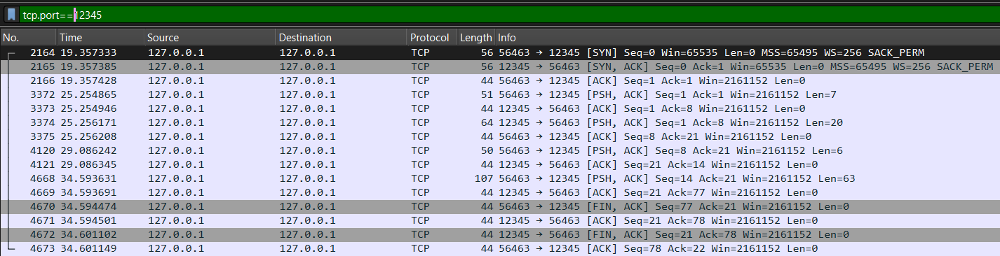 tcp.port==12345
No. Time Source Destination Protocol Length Info
2164 19.357333 127.0.0.1 127.0.0.1 TCP 56 56463 → 12345 [SYN] Seq=0 Win=65535 Len=0 MSS=65495 WS=256 SACK_PERM
2165 19.357385 127.0.0.1 127.0.0.1 TCP 56 12345 → 56463 [SYN, ACK] Seq=0 Ack=1 Win=65535 Len=0 MSS=65495 WS=256 SACK_PERM
2166 19.357428 127.0.0.1 127.0.0.1 TCP 44 56463 → 12345 [ACK] Seq=1 Ack=1 Win=2161152 Len=0
3372 25.254865 127.0.0.1 127.0.0.1 TCP 51 56463 → 12345 [PSH, ACK] Seq=1 Ack=1 Win=2161152 Len=7
3373 25.254946 127.0.0.1 127.0.0.1 TCP 44 12345 → 56463 [ACK] Seq=1 Ack=8 Win=2161152 Len=0
3374 25.256171 127.0.0.1 127.0.0.1 TCP 64 12345 → 56463 [PSH, ACK] Seq=1 Ack=8 Win=2161152 Len=20
3375 25.256208 127.0.0.1 127.0.0.1 TCP 44 56463 → 12345 [ACK] Seq=8 Ack=21 Win=2161152 Len=0
4120 29.086242 127.0.0.1 127.0.0.1 TCP 50 56463 → 12345 [PSH, ACK] Seq=8 Ack=21 Win=2161152 Len=6
4121 29.086345 127.0.0.1 127.0.0.1 TCP 44 12345 → 56463 [ACK] Seq=21 Ack=14 Win=2161152 Len=0
4668 34.593631 127.0.0.1 127.0.0.1 TCP 107 56463 → 12345 [PSH, ACK] Seq=14 Ack=21 Win=2161152 Len=63
4669 34.593691 127.0.0.1 127.0.0.1 TCP 44 12345 → 56463 [ACK] Seq=21 Ack=77 Win=2161152 Len=0
4670 34.594474 127.0.0.1 127.0.0.1 TCP 44 56463 → 12345 [FIN, ACK] Seq=77 Ack=21 Win=2161152 Len=0
4671 34.594501 127.0.0.1 127.0.0.1 TCP 44 12345 → 56463 [ACK] Seq=21 Ack=78 Win=2161152 Len=0
4672 34.601102 127.0.0.1 127.0.0.1 TCP 44 12345 → 56463 [FIN, ACK] Seq=21 Ack=78 Win=2161152 Len=0
4673 34.601149 127.0.0.1 127.0.0.1 TCP 44 56463 → 12345 [ACK] Seq=78 Ack=22 Win=2161152 Len=0